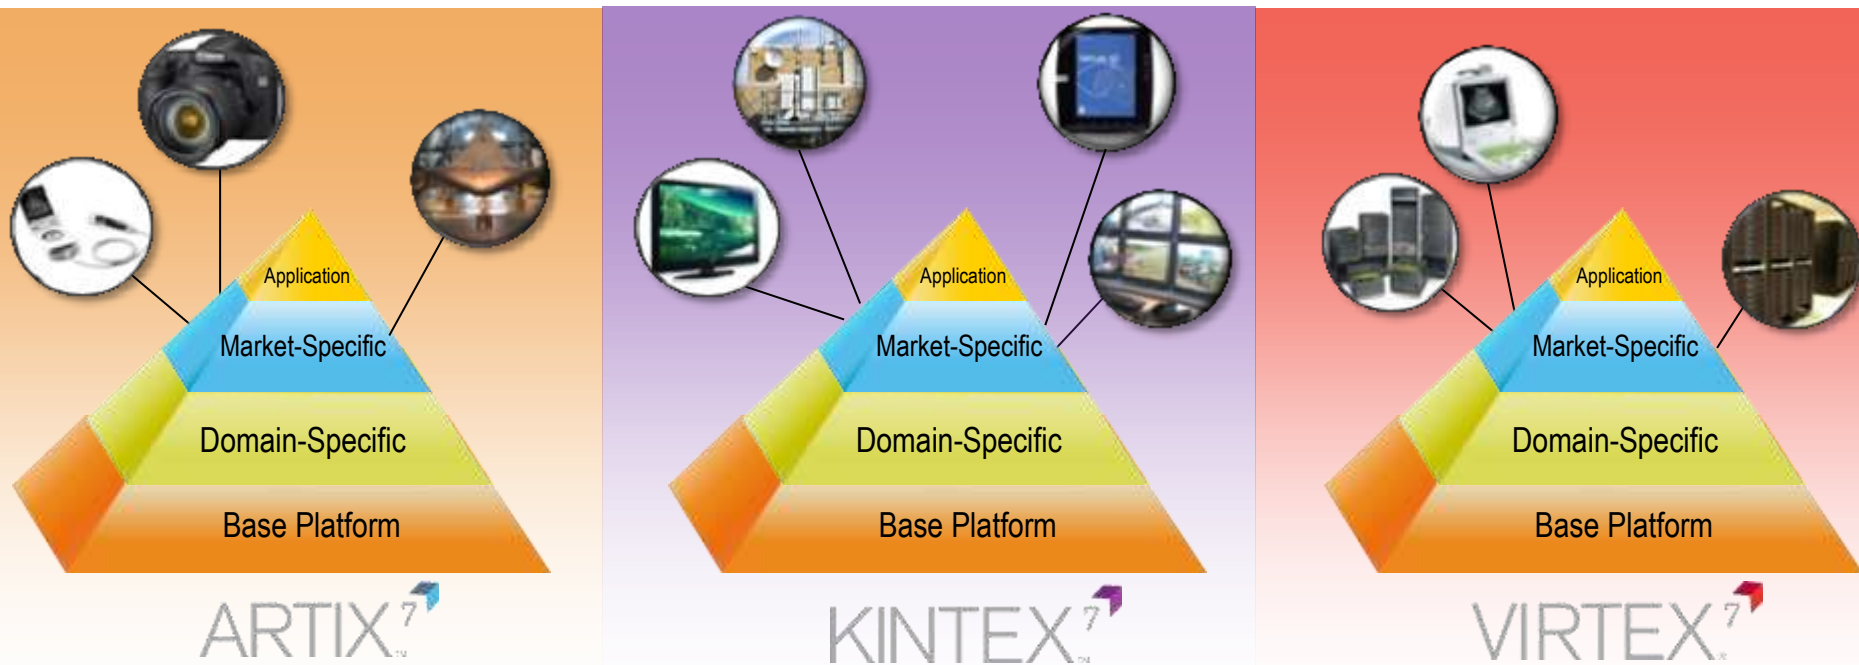 Application
Market-Specific
Domain-Specific
Base Platform
ARTIX 7
Application
Market-Specific
Domain-Specific
Base Platform
KINTEX 7
Application
Market-Specific
Domain-Specific
Base Platform
VIRTEX 7